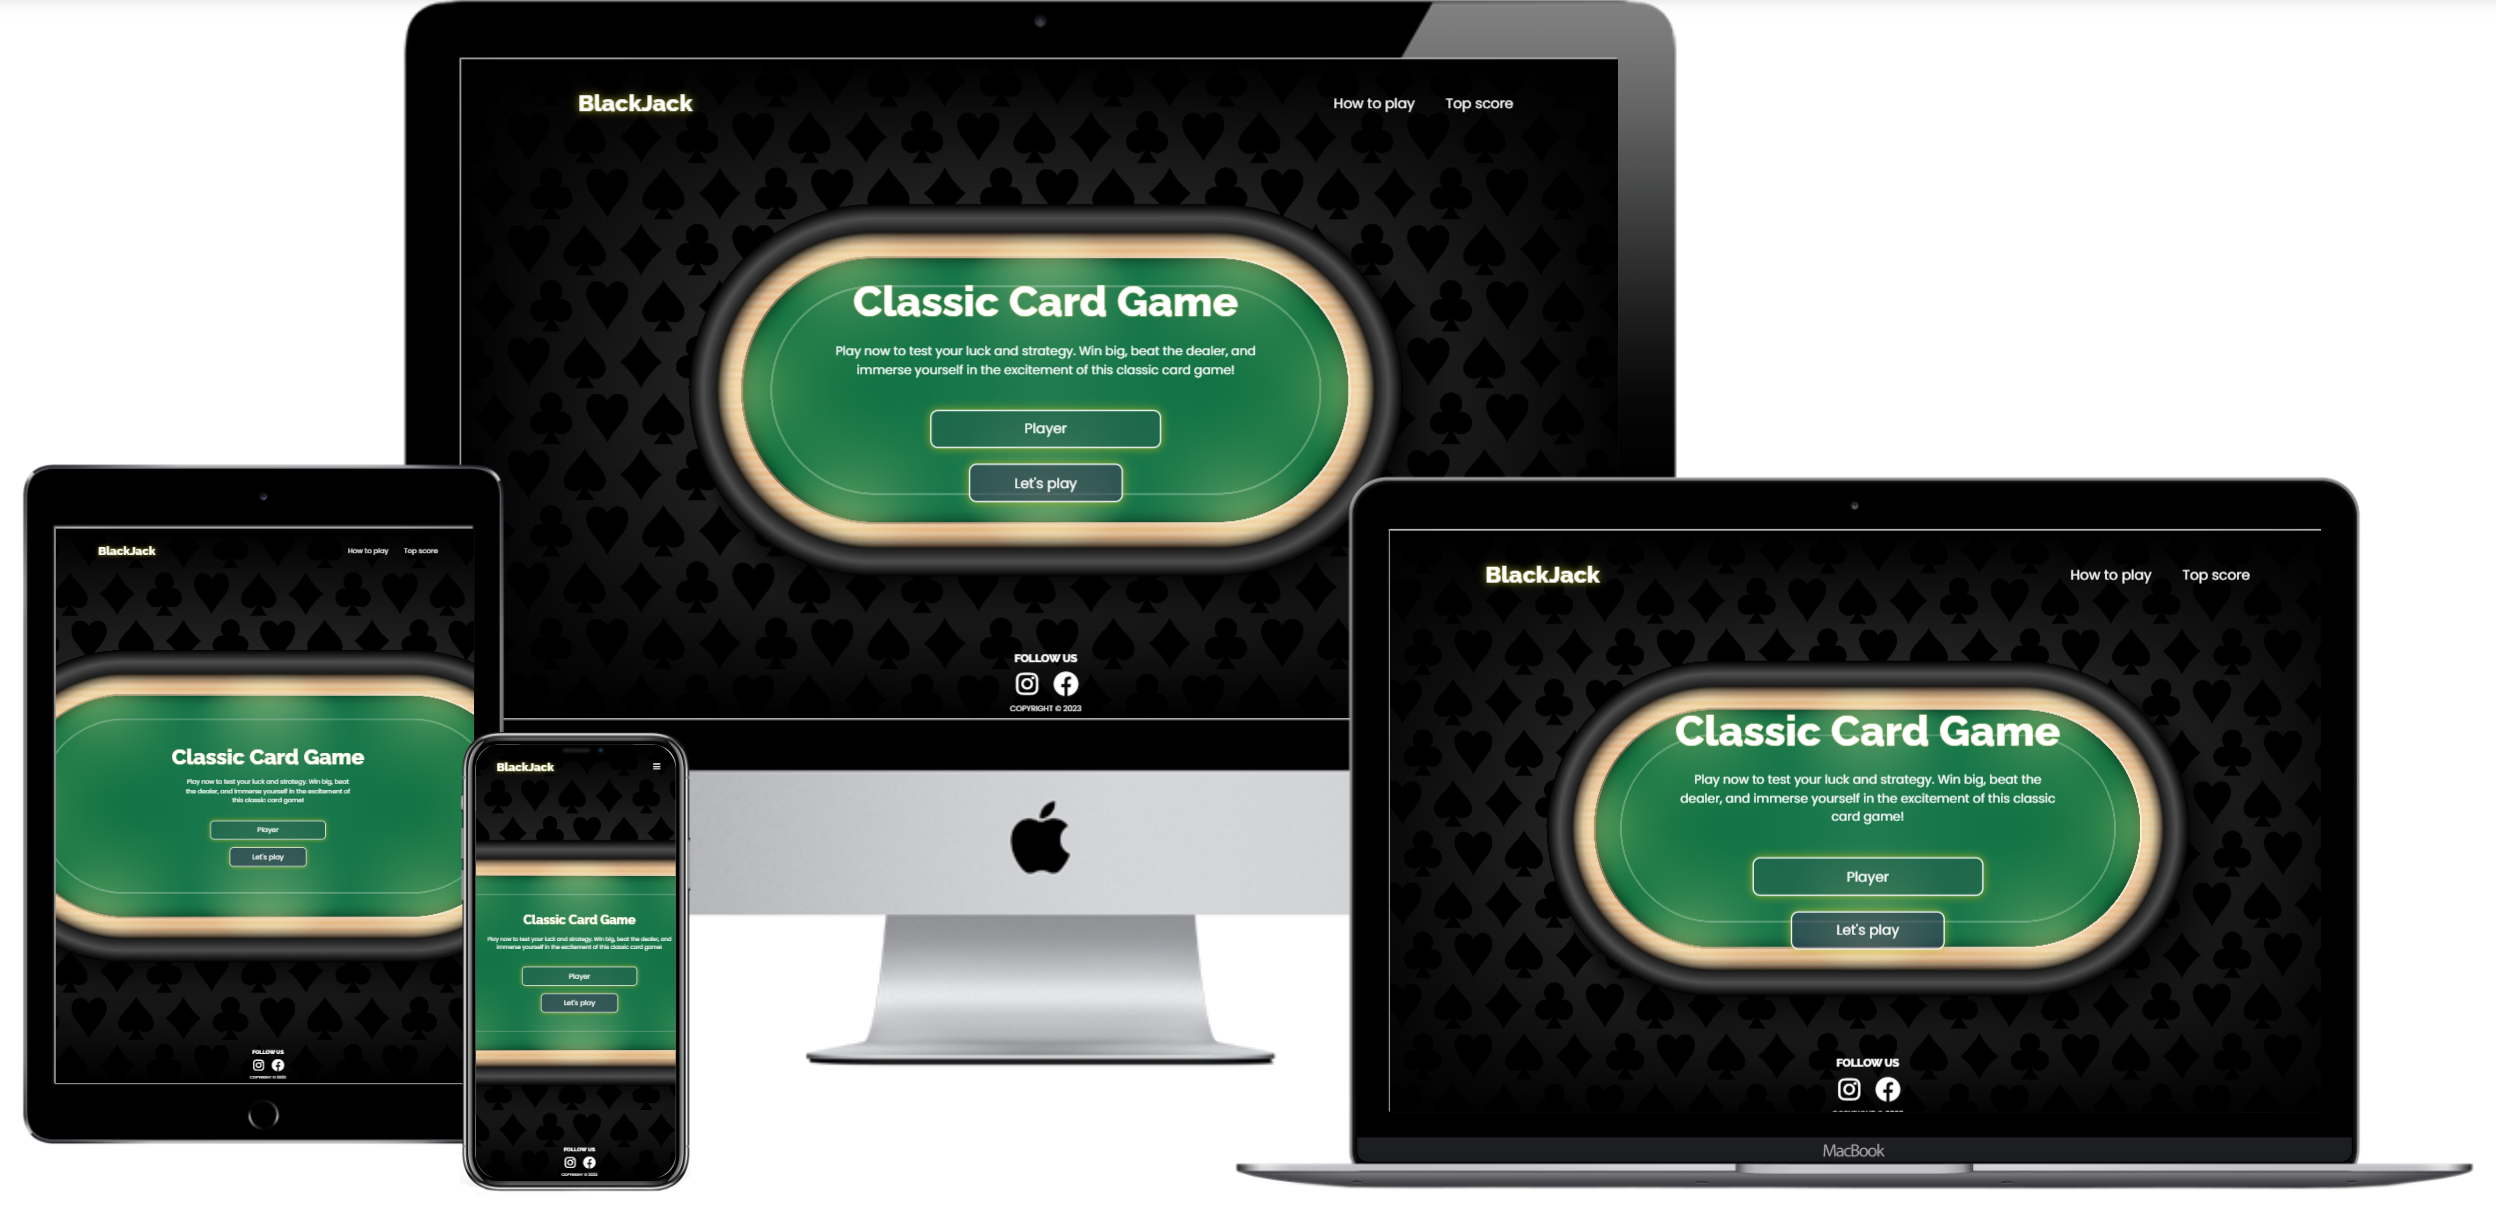 BlackJack
How to play
Top score
Classic Card Game
Play now to test your luck and strategy. Win big, beat the dealer, and
immerse yourself in the excitement of this classic card game!
Player
Let's play
FOLLOW US
COPYRIGHT © 2023
BlackJack
How to play
Top score
Classic Card Game
Play now to test your luck and strategy. Win big, beat
the dealer, and immerse yourself in the excitement of
this classic card game!
Player
Let's play
FOLLOW US
COPYRIGHT © 2023
BlackJack
Classic Card Game
Play now to test your luck and strategy. Win big, beat the dealer, and
immerse yourself in the excitement of this classic card game!
Player
Let's play
FOLLOW US
COPYRIGHT © 2023
BlackJack
How to play
Top score
Classic Card Game
Play now to test your luck and strategy. Win big, beat the
dealer, and immerse yourself in the excitement of this classic
card game!
Player
Let's play
FOLLOW US
MacBook